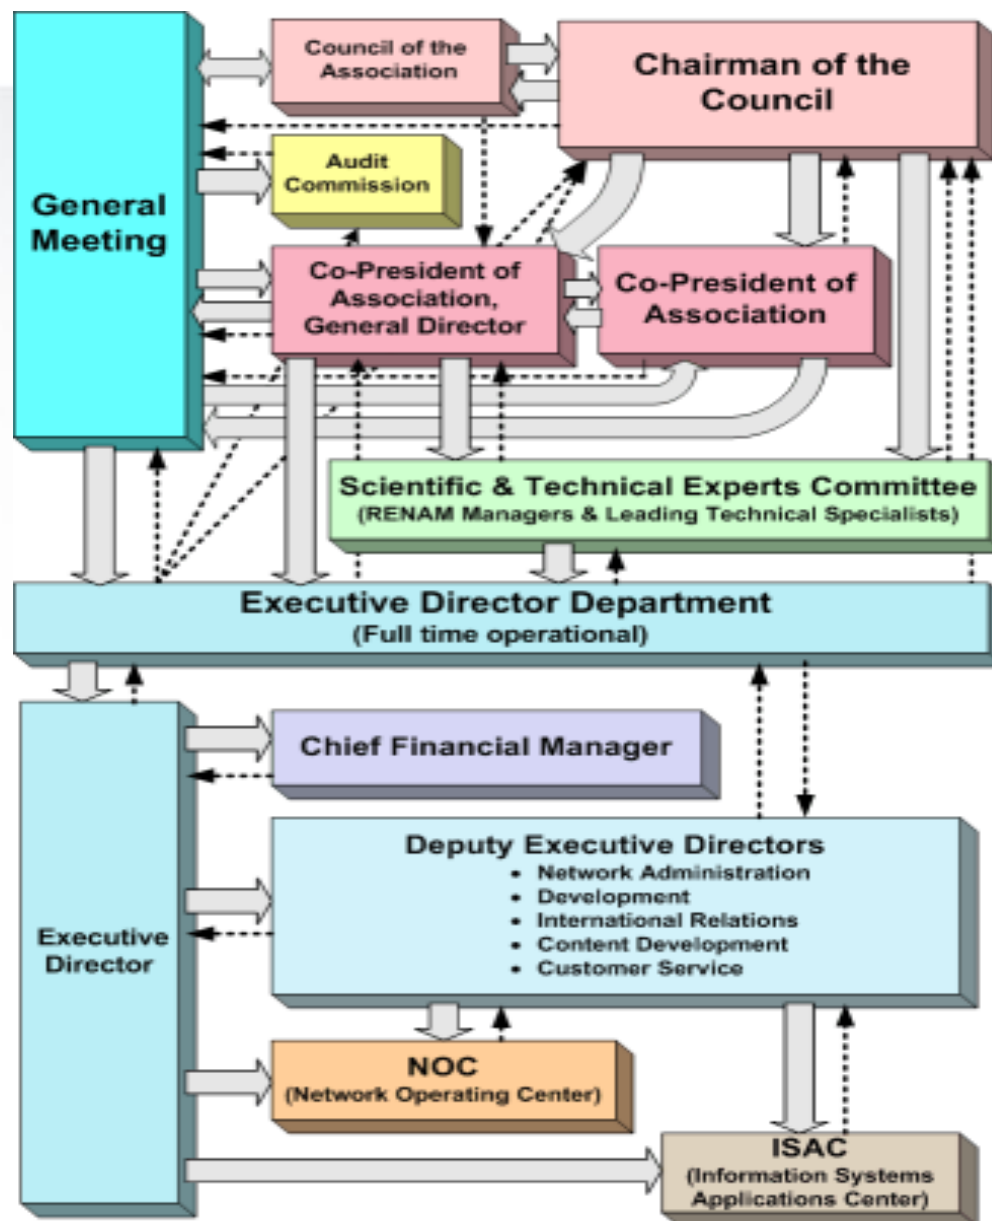 Council of the
Association
Chairman of the
Council
General
Meeting
Audit
Commission
Co-President of
Association,
General Director
Co-President of
Association
Scientific & Technical Experts Committee
(RENAM Managers & Leading Technical Specialists)
Executive Director Department
(Full time operational)
Chief Financial Manager
Executive
Director
Deputy Executive Directors
• Network Administration
• Development
• International Relations
• Content Development
• Customer Service
NOC
(Network Operating Center)
ISAC
(Information Systems
Applications Center)